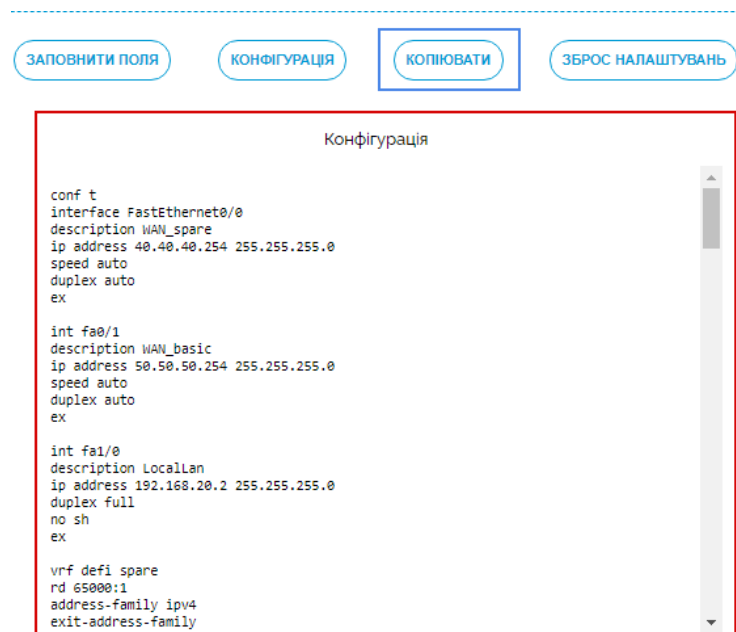 ЗАПОВНИТИ ПОЛЯ КОНФІГУРАЦІЯ КОПІЮВАТИ ЗБРОС НАЛАШТУВАНЬ
Конфігурація
conf t
interface FastEthernet0/0
description WAN_spare
ip address 40.40.40.254 255.255.255.0
speed auto
duplex auto
ex
int fa0/1
description WAN_basic
ip address 50.50.50.254 255.255.255.0
speed auto
duplex auto
ex
int fa1/0
description LocalLan
ip address 192.168.20.2 255.255.255.0
duplex full
no sh
ex
vrf defi spare
rd 65000:1
address-family ipv4
exit-address-family